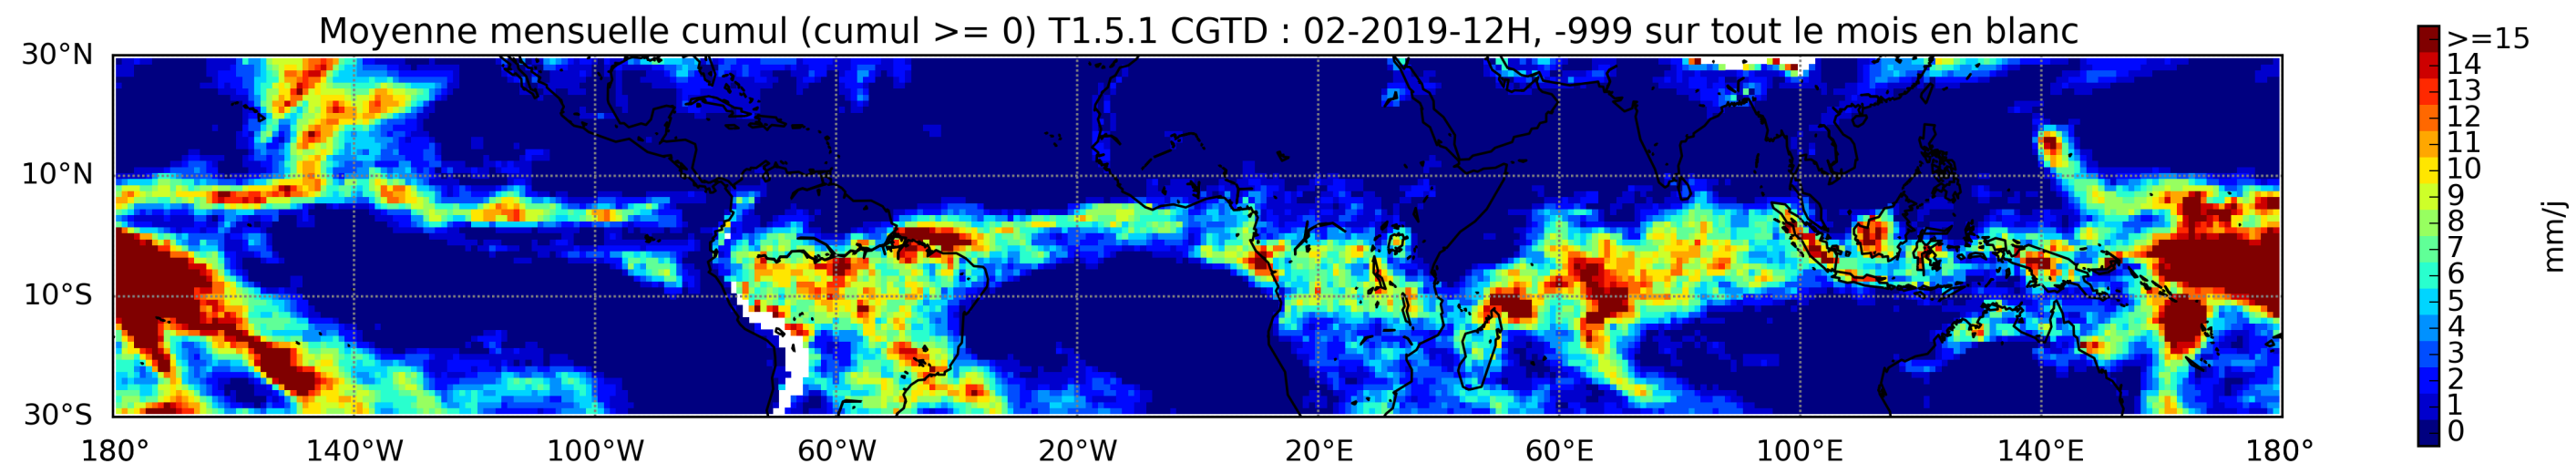 Moyenne mensuelle cumul (cumul >= 0) T1.5.1 CGTD : 02-2019-12H, -999 sur tout le mois en blanc
30°N
10°N
10°S
30°S
180°
140°W
100°W
60°W
20°W
20°E
60°E
100°E
140°E
180°
>=15
14
13
12
11
10
9
8
7
6
5
4
3
2
1
0
mm/j